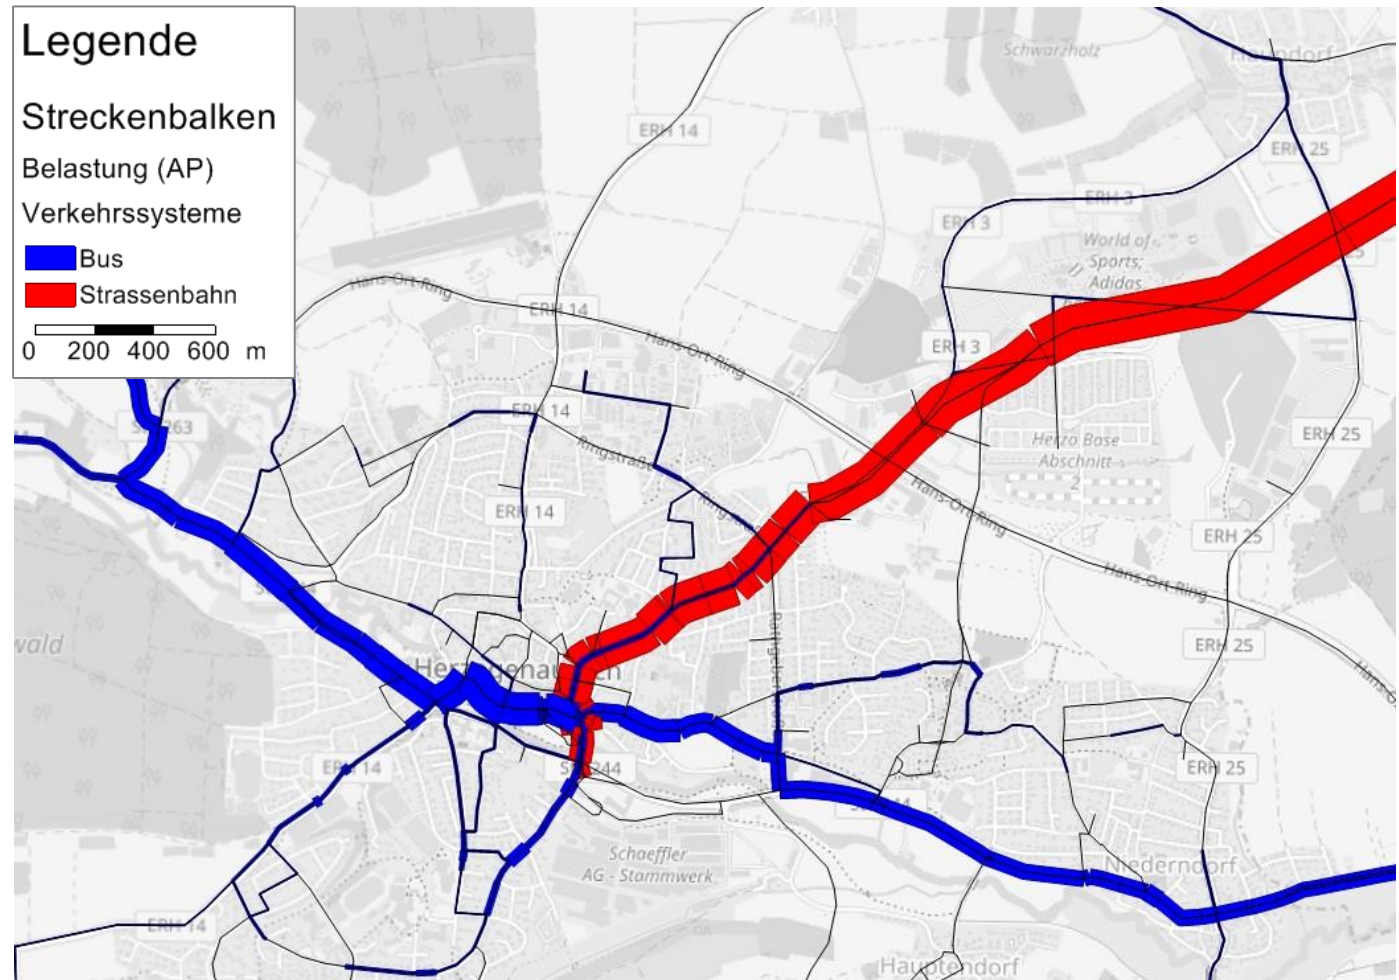 Legende
Streckenbalken
Belastung (AP)
Verkehrssysteme
Bus
Strassenbahn
0 200 400 600 m
Schwarzholz
Haundorf
ERH 14
ERH 25
ERH 3
ERH 3
World of
Sports;
Adidas
Hans-Ort-Ring
ERH 14
Hans-Ort-Ring
ERH 3
ERH 14
Ringstraße
Herzo Base
Abschnitt
2
ERH 25
Hans-Ort-Ring
ERH 14
ERH 25
Hans-Ort-Ring
wald
ERH 25
ERH 14
ERH 25
Schaeffler
AG - Stammwerk
Niederndorf
ERH 14
Hauptendorf